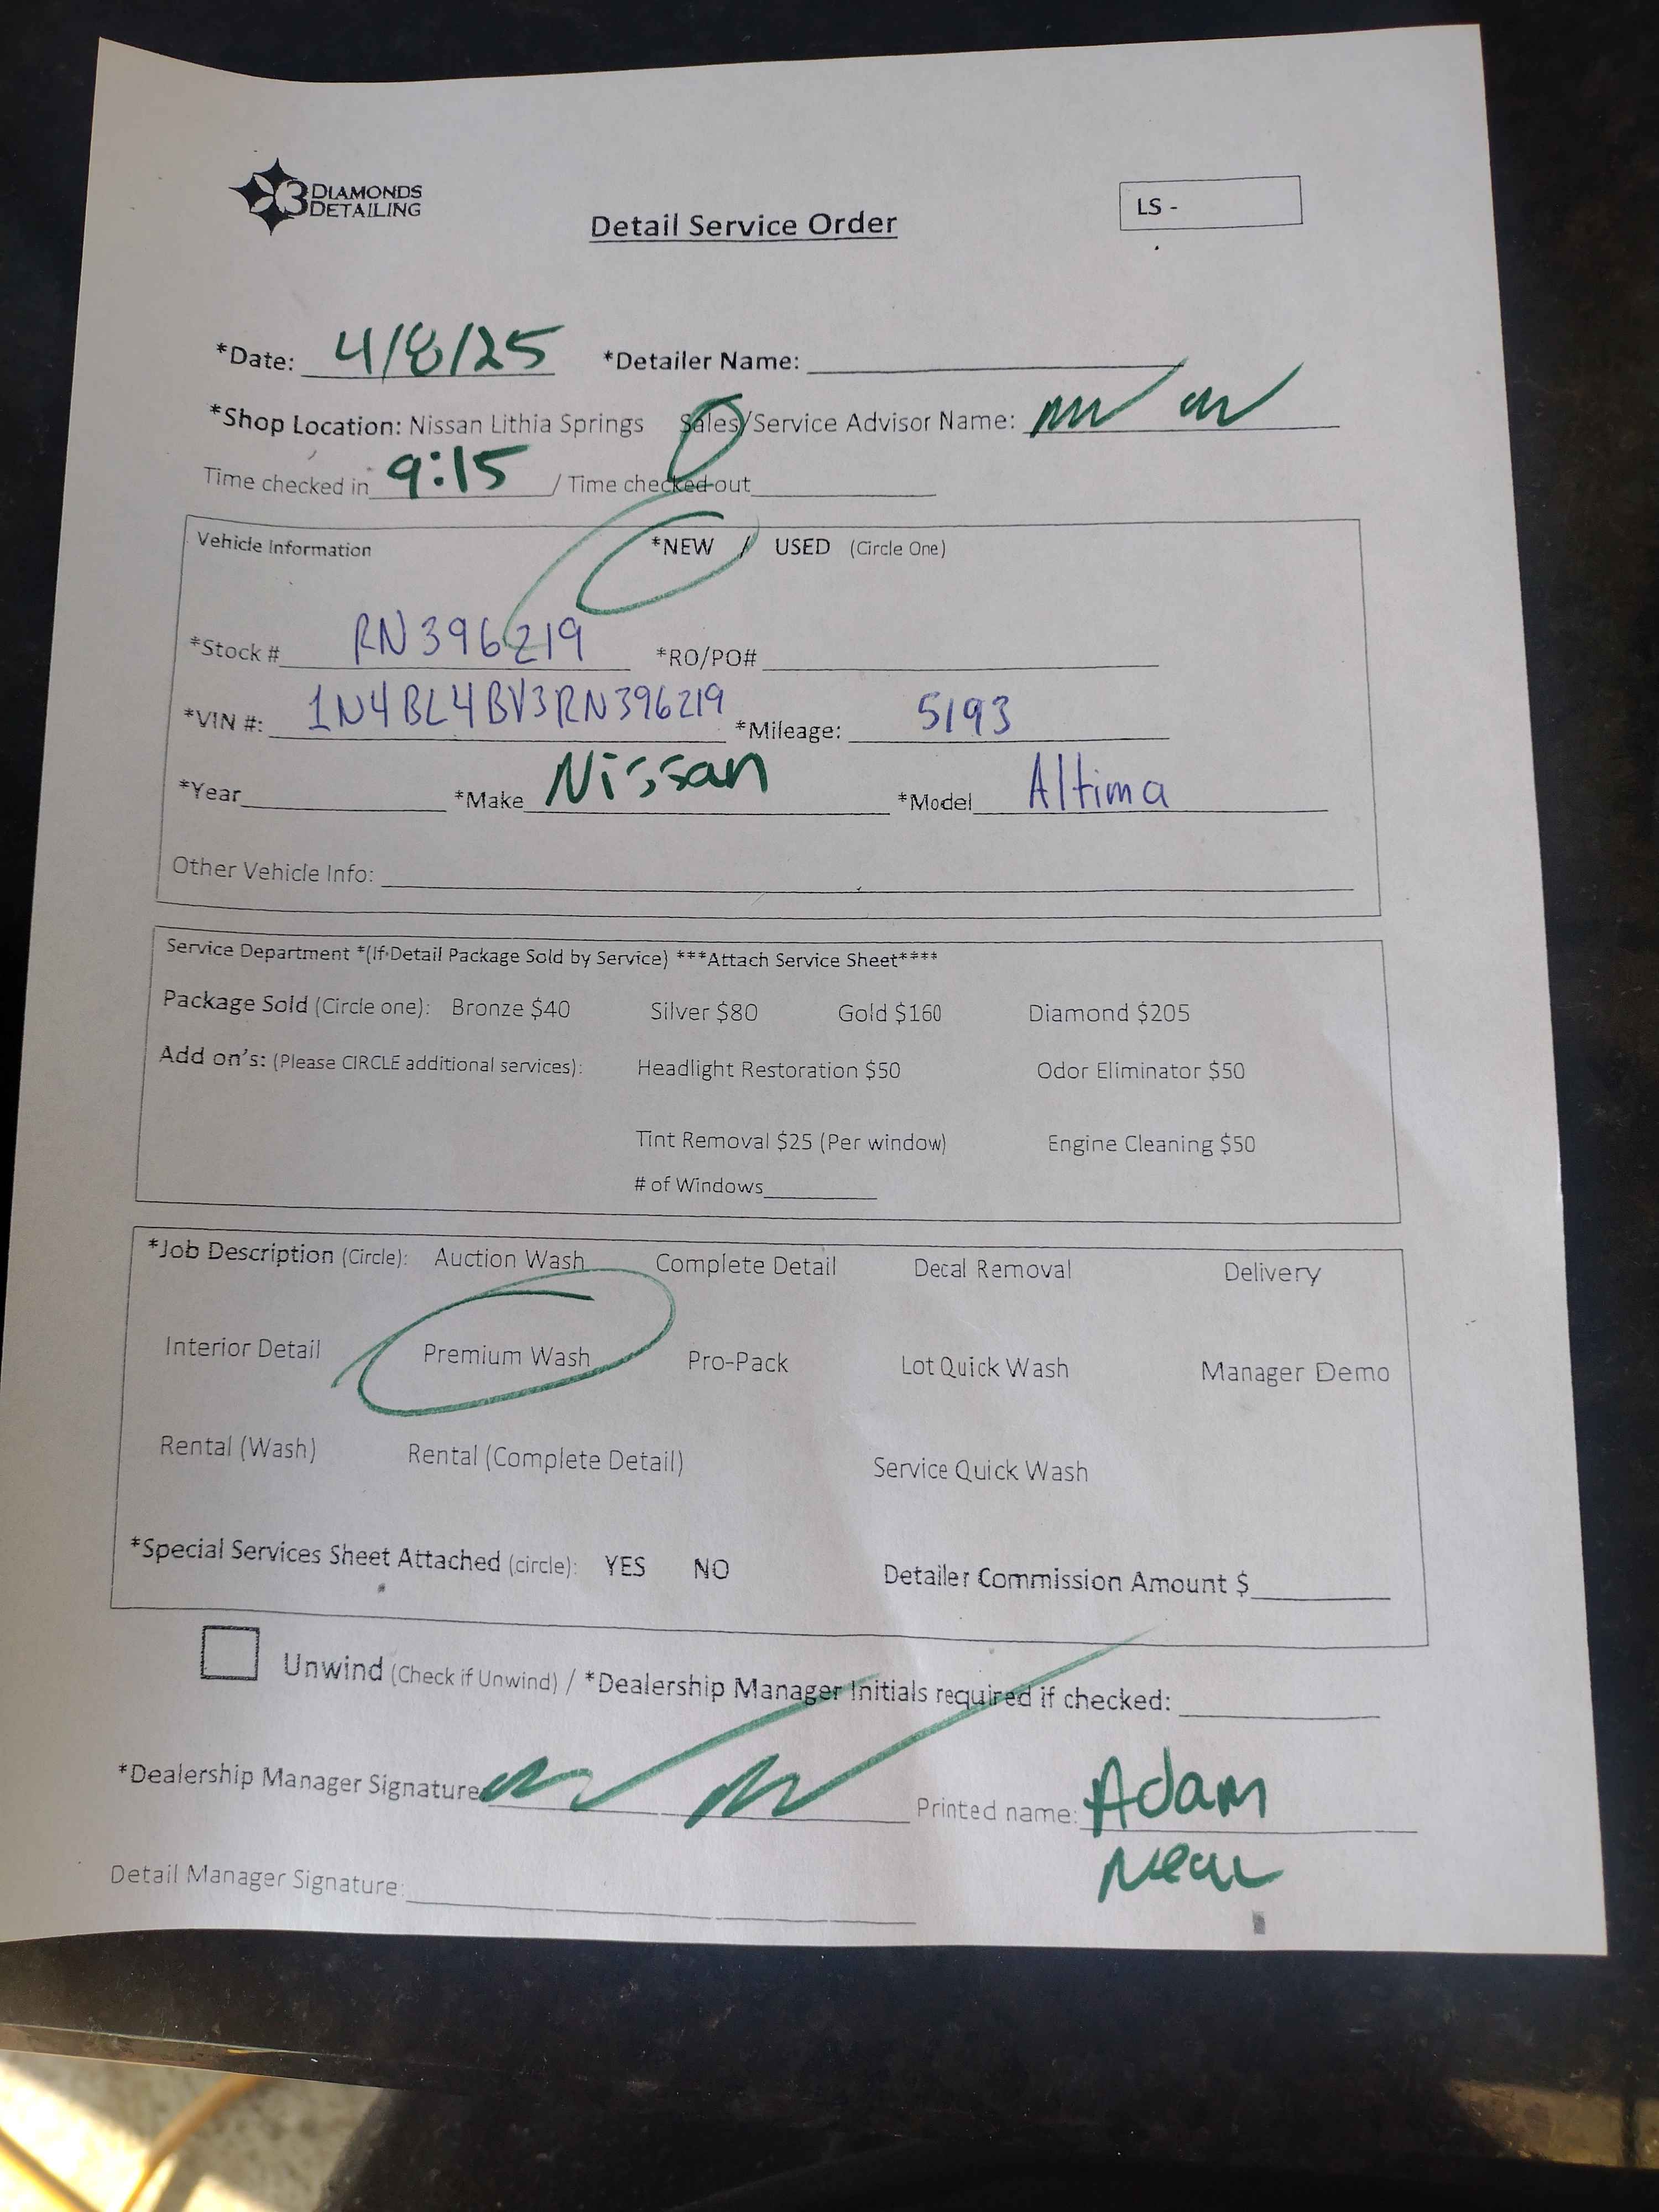 3 DIAMONDS
DETAILING
Detail Service Order
LS -
*Date: 4/8/25 *Detailer Name:
*Shop Location: Nissan Lithia Springs Sales/Service Advisor Name:
Time checked in 9:15 / Time checked out
Vehicle Information *NEW / USED (Circle One)
*Stock # RN396219 *RO/PO#
*VIN #: 1N4BL4BV3RN396219 *Mileage: 5193
*Year *Make Nissan *Model Altima
Other Vehicle Info:
Service Department *(If Detail Package Sold by Service) ***Attach Service Sheet****
Package Sold (Circle one): Bronze $40 Silver $80 Gold $160 Diamond $205
Add on's: (Please CIRCLE additional services): Headlight Restoration $50 Odor Eliminator $50
Tint Removal $25 (Per window) Engine Cleaning $50
# of Windows
*Job Description (Circle): Auction Wash Complete Detail Decal Removal Delivery
Interior Detail Premium Wash Pro-Pack Lot Quick Wash Manager Demo
Rental (Wash) Rental (Complete Detail) Service Quick Wash
*Special Services Sheet Attached (circle): YES NO Detailer Commission Amount $
Unwind (Check if Unwind) / *Dealership Manager Initials required if checked:
*Dealership Manager Signature Printed name: Adam
Detail Manager Signature: